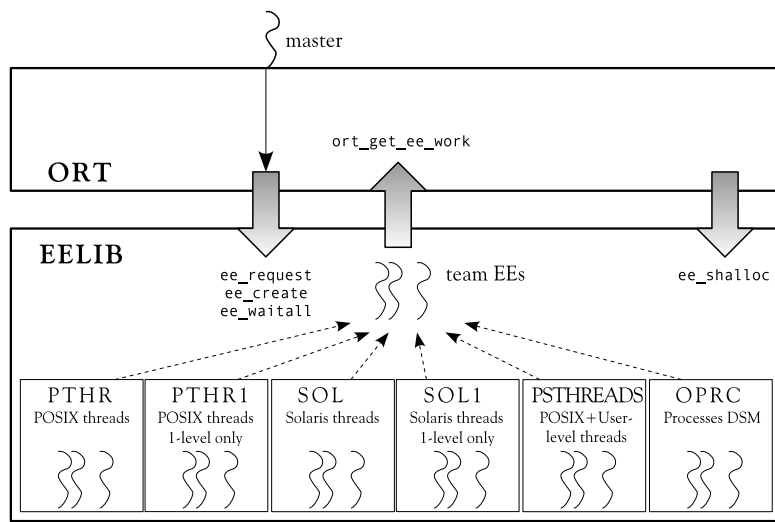 master
ort_get_ee_work
ORT
EELIB
ee_request
ee_create
ee_waitall
team EEs
ee_shalloc
PTHR
POSIX threads
PTHR1
POSIX threads
1-level only
SOL
Solaris threads
SOL1
Solaris threads
1-level only
PSTHREADS
POSIX+User-
level threads
OPRC
Processes DSM